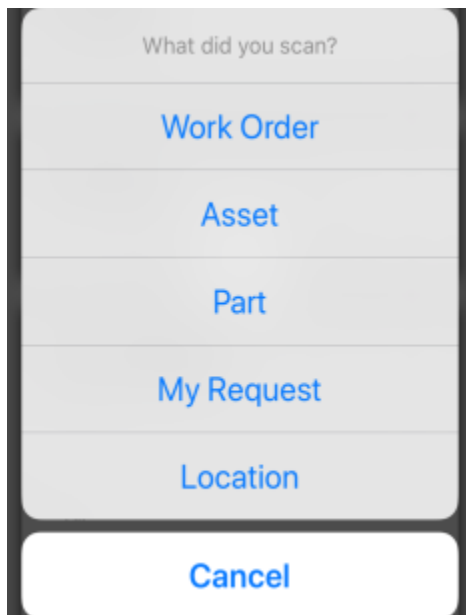 What did you scan?
Work Order
Asset
Part
My Request
Location
Cancel